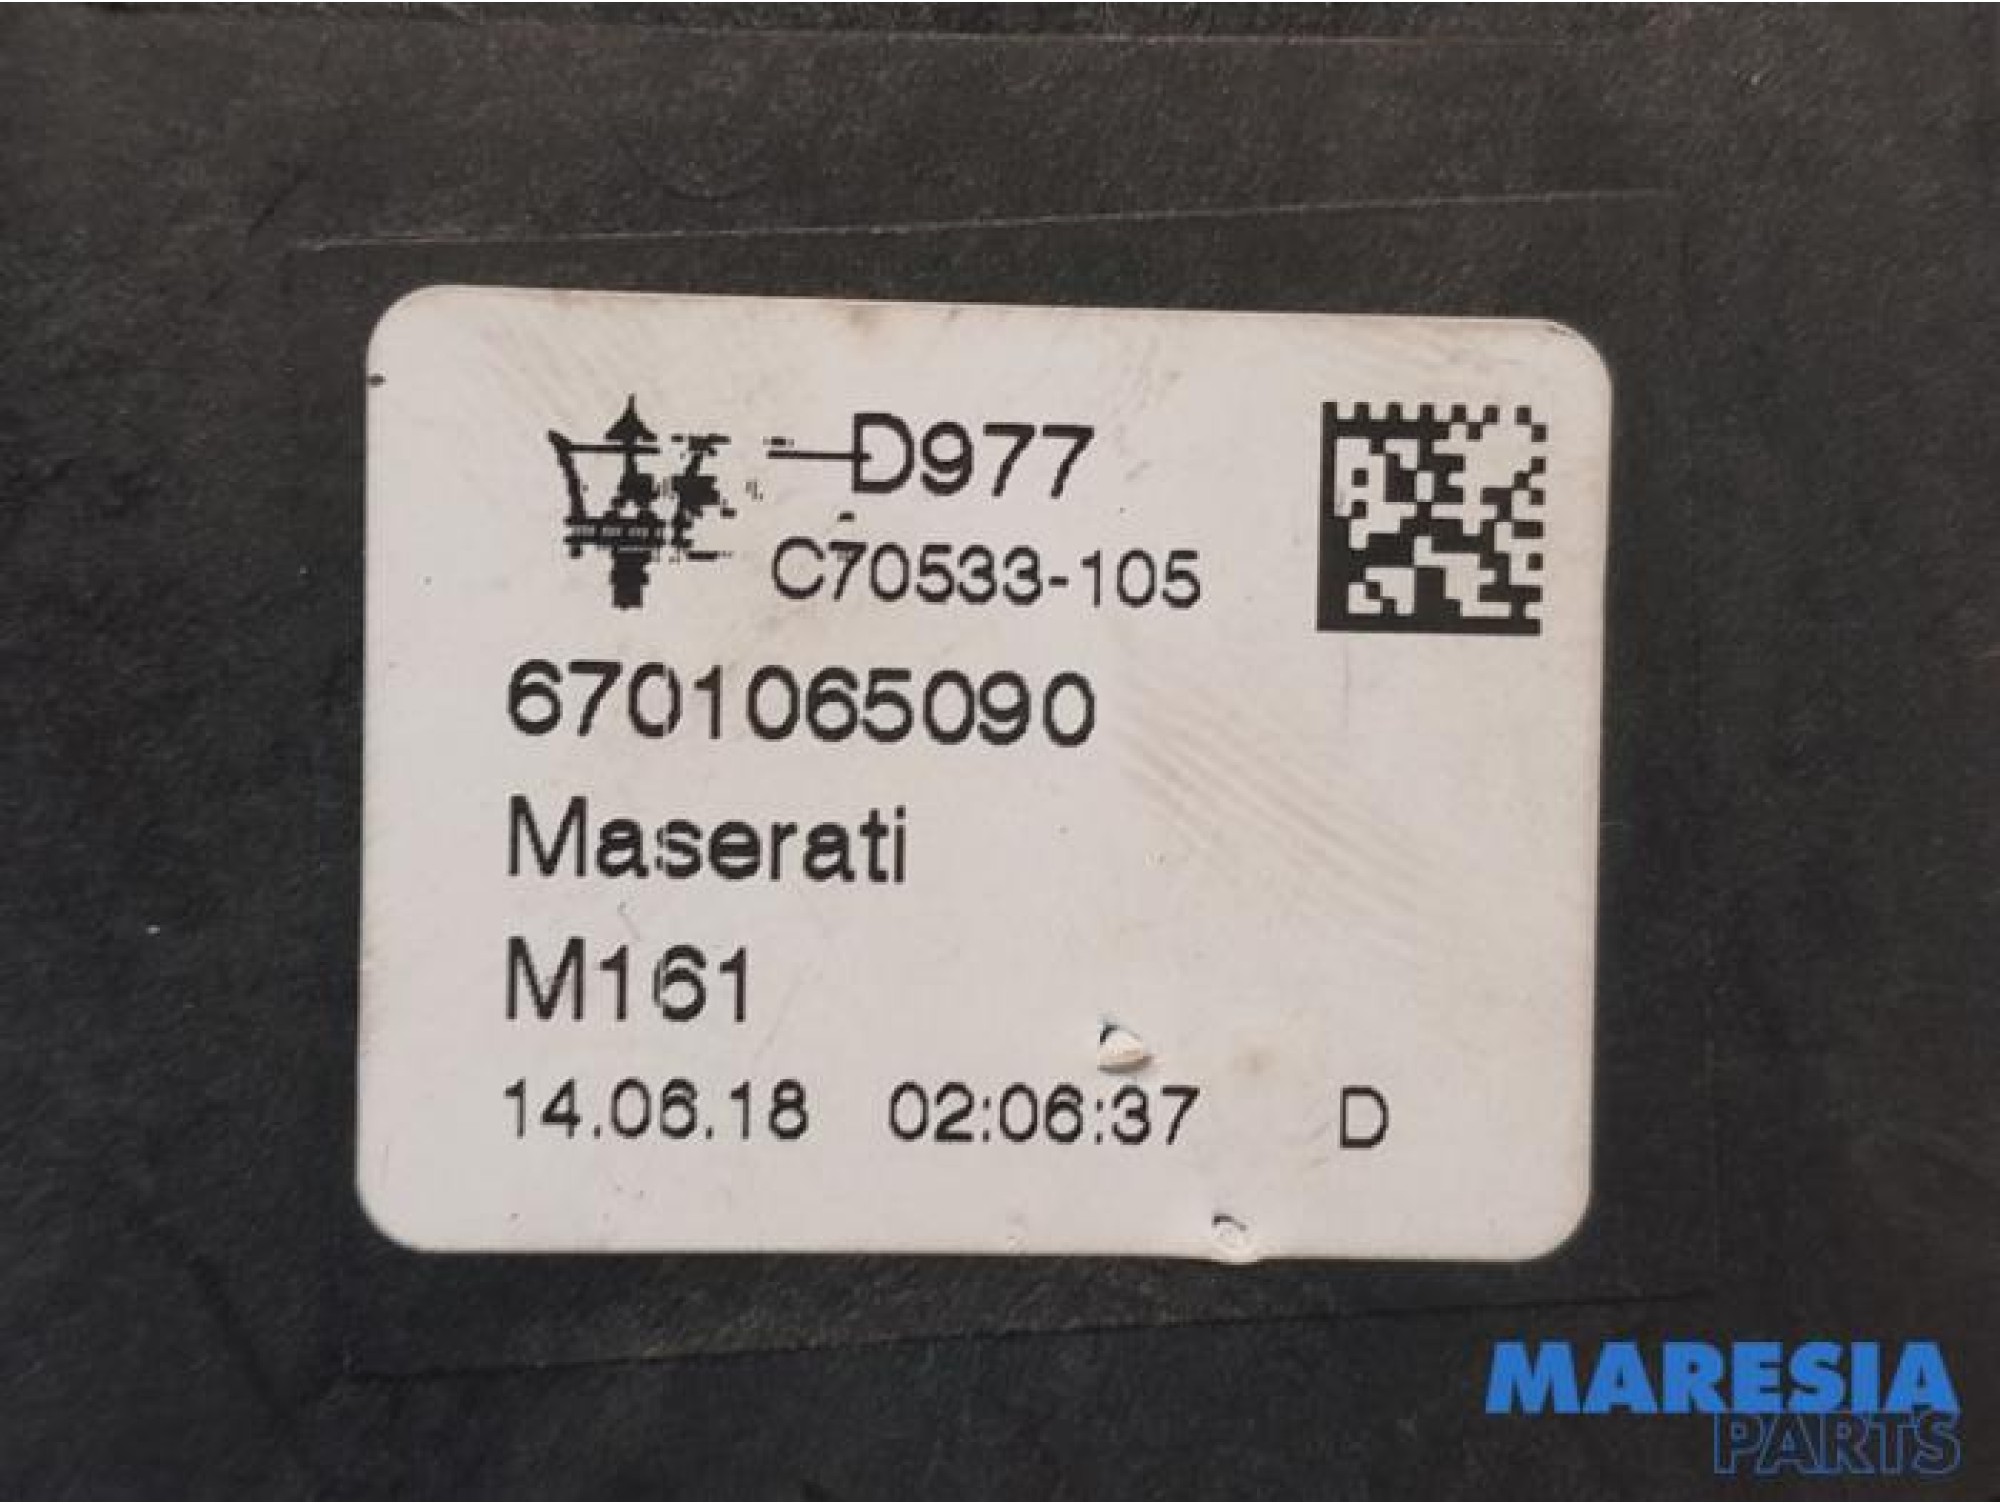 D977
C70533-105
6701065090
Maserati
M161
14.06.18 02:06:37 D
MARESIA
PARTS